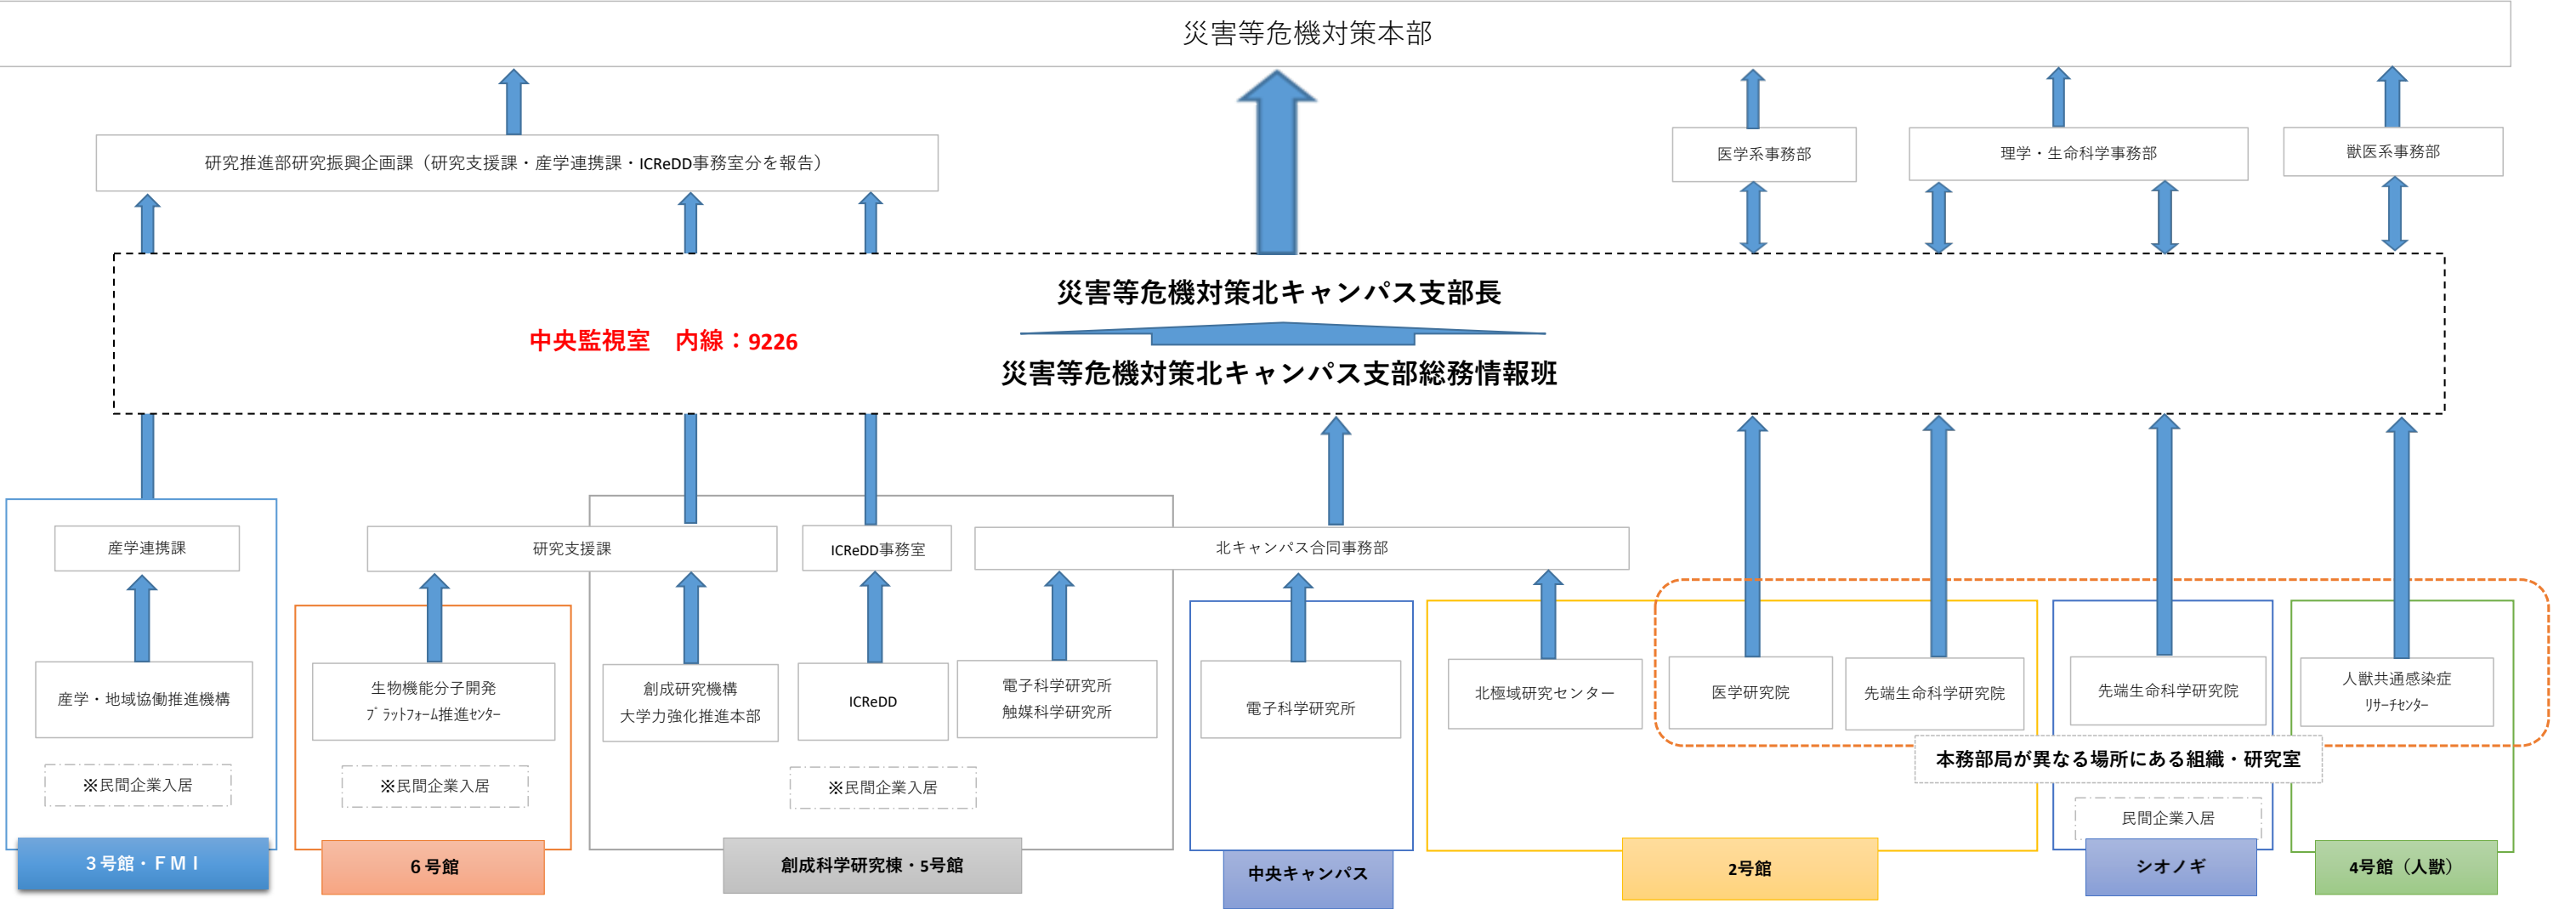 災害等危機対策本部
研究推進部研究振興企画課（研究支援課・産学連携課・ICReDD事務室分を報告）
医学系事務部
理学・生命科学事務部
獣医系事務部
災害等危機対策北キャンパス支部長
中央監視室　内線：9226
災害等危機対策北キャンパス支部総務情報班
産学連携課
研究支援課
ICReDD事務室
北キャンパス合同事務部
産学・地域協働推進機構
生物機能分子開発
ﾌﾟﾗｯﾄﾌｫｰﾑ推進ｾﾝﾀｰ
創成研究機構
大学力強化推進本部
ICReDD
電子科学研究所
触媒科学研究所
電子科学研究所
北極域研究センター
医学研究院
先端生命科学研究院
先端生命科学研究院
人獣共通感染症
ﾘｻｰﾁｾﾝﾀｰ
本務部局が異なる場所にある組織・研究室
※民間企業入居
※民間企業入居
※民間企業入居
民間企業入居
３号館・ＦＭＩ
６号館
創成科学研究棟・5号館
中央キャンパス
2号館
シオノギ
4号館（人獣）